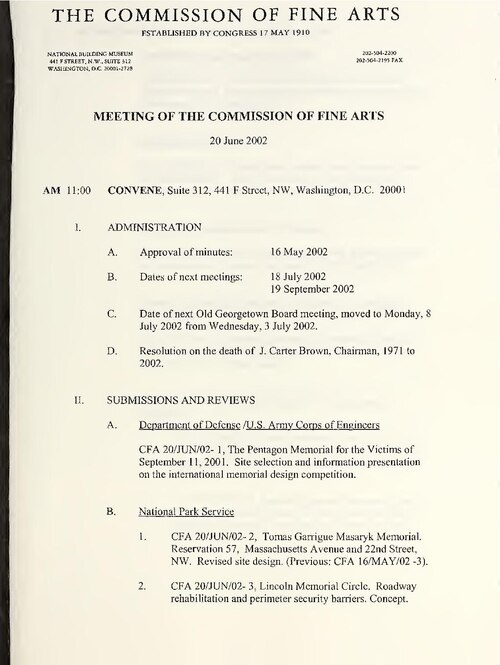 THE COMMISSION OF FINE ARTS
ESTABLISHED BY CONGRESS 17 MAY 1910
NATIONAL BUILDING MUSEUM
441 F STREET, N.W., SUITE 312
WASHINGTON, D.C. 20001-2728
202-504-2200
202-504-2195 FAX
MEETING OF THE COMMISSION OF FINE ARTS
20 June 2002
AM 11:00 CONVENE, Suite 312, 441 F Street, NW, Washington, D.C. 20001
I. ADMINISTRATION
A. Approval of minutes: 16 May 2002
B. Dates of next meetings: 18 July 2002
19 September 2002
C. Date of next Old Georgetown Board meeting, moved to Monday, 8
July 2002 from Wednesday, 3 July 2002.
D. Resolution on the death of J. Carter Brown, Chairman, 1971 to
2002.
II. SUBMISSIONS AND REVIEWS
A. Department of Defense /U.S. Army Corps of Engineers
CFA 20/JUN/02- 1, The Pentagon Memorial for the Victims of
September 11, 2001. Site selection and information presentation
on the international memorial design competition.
B. National Park Service
1. CFA 20/JUN/02- 2, Tomas Garrigue Masaryk Memorial.
Reservation 57, Massachusetts Avenue and 22nd Street,
NW. Revised site design. (Previous: CFA 16/MAY/02 -3).
2. CFA 20/JUN/02- 3, Lincoln Memorial Circle. Roadway
rehabilitation and perimeter security barriers. Concept.